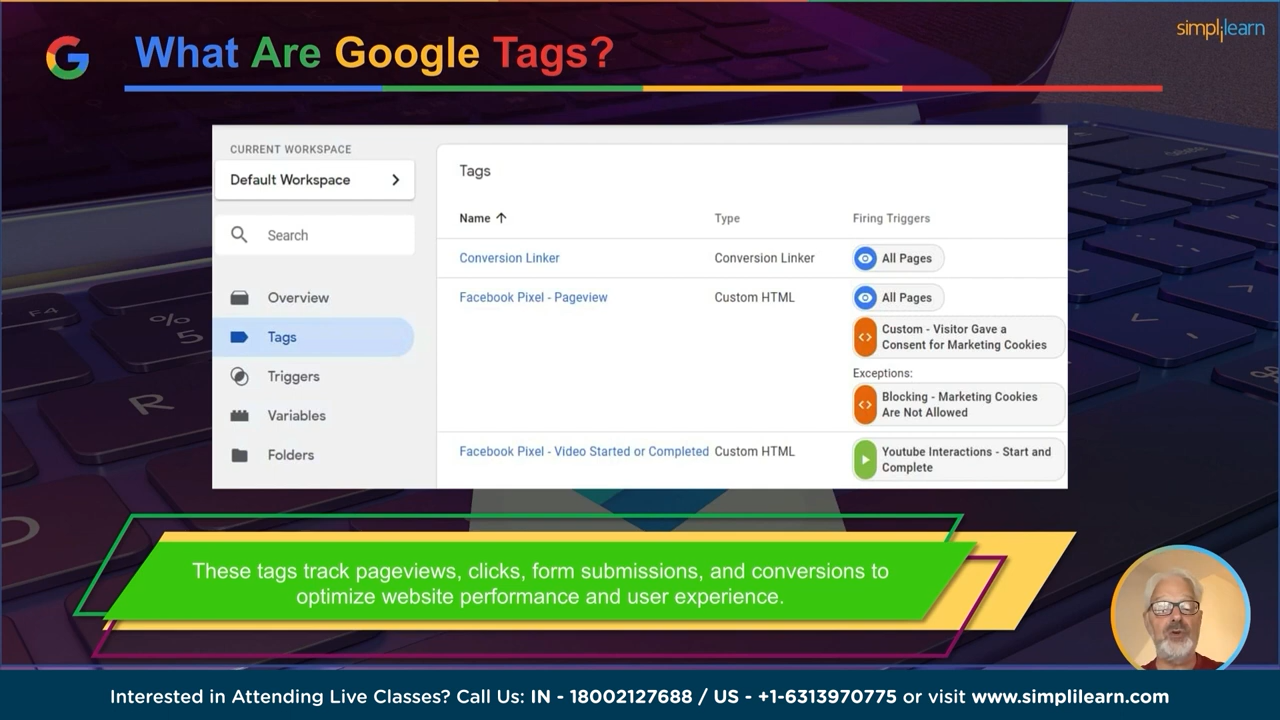 What Are Google Tags?
simplilearn
CURRENT WORKSPACE
Default Workspace
Search
Overview
Tags
Triggers
Variables
Folders
Tags
Name Type Firing Triggers
Conversion Linker Conversion Linker All Pages
Facebook Pixel - Pageview Custom HTML All Pages
Custom - Visitor Gave a
Consent for Marketing Cookies
Exceptions:
Blocking - Marketing Cookies
Are Not Allowed
Facebook Pixel - Video Started or Completed Custom HTML Youtube Interactions - Start and
Complete
These tags track pageviews, clicks, form submissions, and conversions to
optimize website performance and user experience.
Interested in Attending Live Classes? Call Us: IN - 18002127688 / US - +1-6313970775 or visit www.simplilearn.com
F4
%
5
R